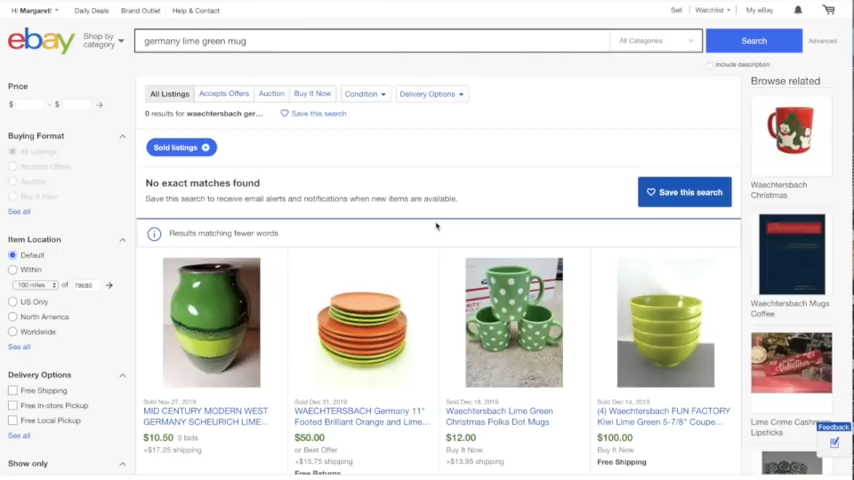 Hi Margaret!
Daily Deals
Brand Outlet
Help & Contact
Sell
Watchlist
My eBay
ebay
Shop by
category
germany lime green mug
All Categories
Search
Advanced
Include description
Price
$ - $
Buying Format
All Listings
Accepts Offers
Auction
Buy It Now
See all
Item Location
Default
Within
100 miles of 78680
US Only
North America
Worldwide
See all
Delivery Options
Free Shipping
Free In-store Pickup
Free Local Pickup
See all
Show only
All Listings
Accepts Offers
Auction
Buy It Now
Condition
Delivery Options
0 results for waechtersbach ger...
Save this search
Sold listings
No exact matches found
Save this search to receive email alerts and notifications when new items are available.
Save this search
Results matching fewer words
Sold Nov 27, 2019
MID CENTURY MODERN WEST
GERMANY SCHEURICH LIME...
$10.50 3 bids
+$17.25 shipping
Sold Dec 31, 2019
WAECHTERSBACH Germany 11"
Footed Brilliant Orange and Lime...
$50.00
or Best Offer
+$15.75 shipping
Free Returns
Sold Dec 18, 2019
Waechtersbach Lime Green
Christmas Polka Dot Mugs
$12.00
Buy It Now
+$13.95 shipping
Sold Dec 14, 2019
(4) Waechtersbach FUN FACTORY
Kiwi Lime Green 5-7/8" Coupe...
$100.00
Buy It Now
Free Shipping
Browse related
Waechtersbach
Christmas
Waechtersbach Mugs
Coffee
Lime Crime Cashmere
Lipsticks
Feedback